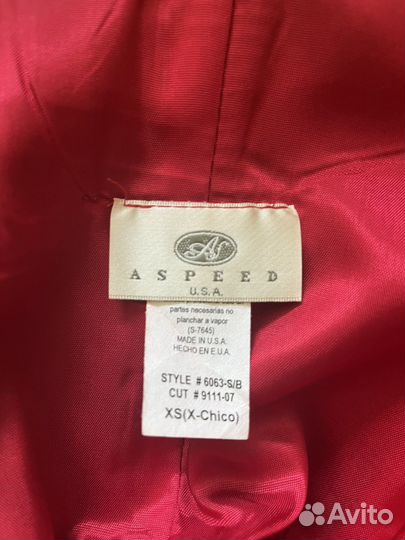 AS
ASPEED
U.S.A.
partes necesarias no
planchar a vapor
(S-7645)
MADE IN U.S.A.
HECHO EN E.U.A.
STYLE # 6063-S/B
CUT # 9111-07
XS(X-Chico)
Avito